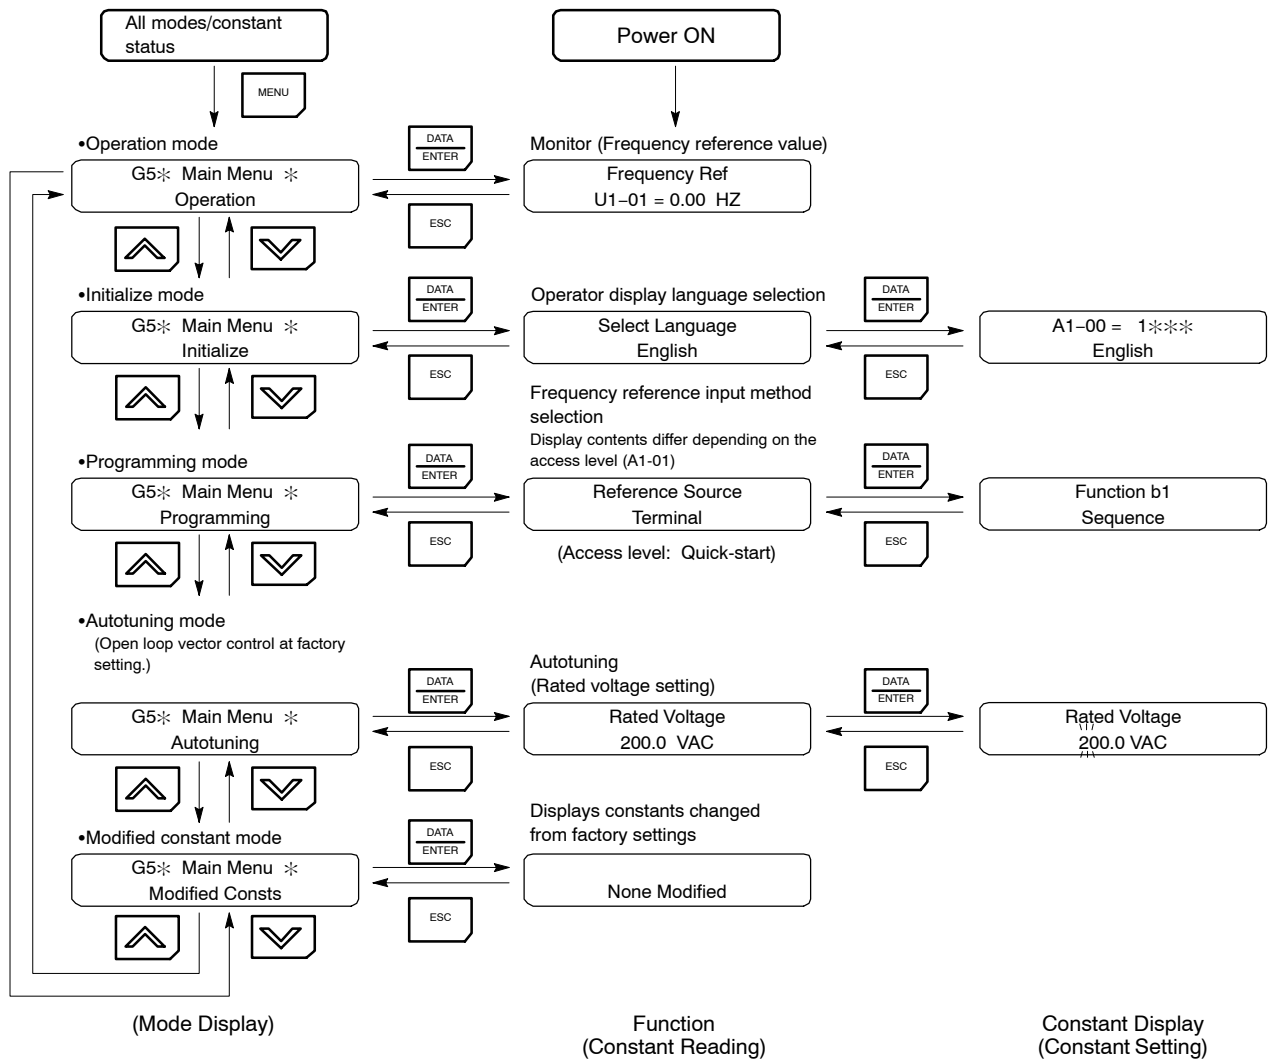 All modes/constant
status
Power ON
MENU
•Operation mode
DATA
ENTER
Monitor (Frequency reference value)
G5✳ Main Menu ✳
Operation
Frequency Ref
U1−01 = 0.00 HZ
ESC
•Initialize mode
DATA
ENTER
Operator display language selection
DATA
ENTER
G5✳ Main Menu ✳
Initialize
Select Language
English
A1−00 = 1✳✳✳
English
ESC
ESC
Frequency reference input method
selection
Display contents differ depending on the
access level (A1-01)
•Programming mode
DATA
ENTER
DATA
ENTER
G5✳ Main Menu ✳
Programming
Reference Source
Terminal
Function b1
Sequence
ESC
(Access level: Quick-start)
ESC
•Autotuning mode
(Open loop vector control at factory
setting.)
DATA
ENTER
Autotuning
(Rated voltage setting)
DATA
ENTER
G5✳ Main Menu ✳
Autotuning
Rated Voltage
200.0 VAC
Rated Voltage
200.0 VAC
ESC
ESC
•Modified constant mode
DATA
ENTER
Displays constants changed
from factory settings
G5✳ Main Menu ✳
Modified Consts
None Modified
ESC
(Mode Display)
Function
(Constant Reading)
Constant Display
(Constant Setting)